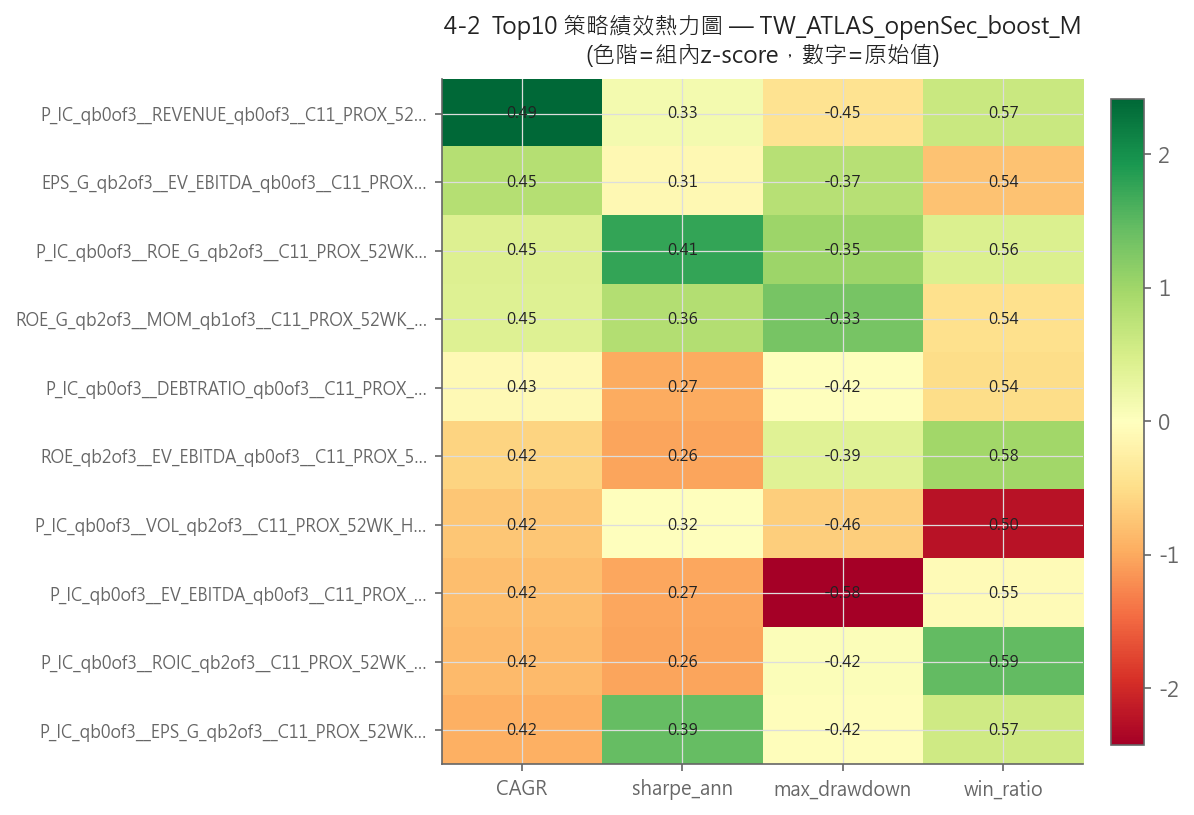 4-2 Top10 策略績效熱力圖 — TW_ATLAS_openSec_boost_M
(色階=組內z-score，數字=原始值)
P_IC_qb0of3__REVENUE_qb0of3__C11_PROX_52... 0.49 0.33 -0.45 0.57
EPS_G_qb2of3__EV_EBITDA_qb0of3__C11_PROX... 0.45 0.31 -0.37 0.54
P_IC_qb0of3__ROE_G_qb2of3__C11_PROX_52WK... 0.45 0.41 -0.35 0.56
ROE_G_qb2of3__MOM_qb1of3__C11_PROX_52WK_... 0.45 0.36 -0.33 0.54
P_IC_qb0of3__DEBTRATIO_qb0of3__C11_PROX_... 0.43 0.27 -0.42 0.54
ROE_qb2of3__EV_EBITDA_qb0of3__C11_PROX_5... 0.42 0.26 -0.39 0.58
P_IC_qb0of3__VOL_qb2of3__C11_PROX_52WK_H... 0.42 0.32 -0.46 0.50
P_IC_qb0of3__EV_EBITDA_qb0of3__C11_PROX_... 0.42 0.27 -0.58 0.55
P_IC_qb0of3__ROIC_qb2of3__C11_PROX_52WK_... 0.42 0.26 -0.42 0.59
P_IC_qb0of3__EPS_G_qb2of3__C11_PROX_52WK... 0.42 0.39 -0.42 0.57
CAGR sharpe_ann max_drawdown win_ratio
2
1
0
-1
-2